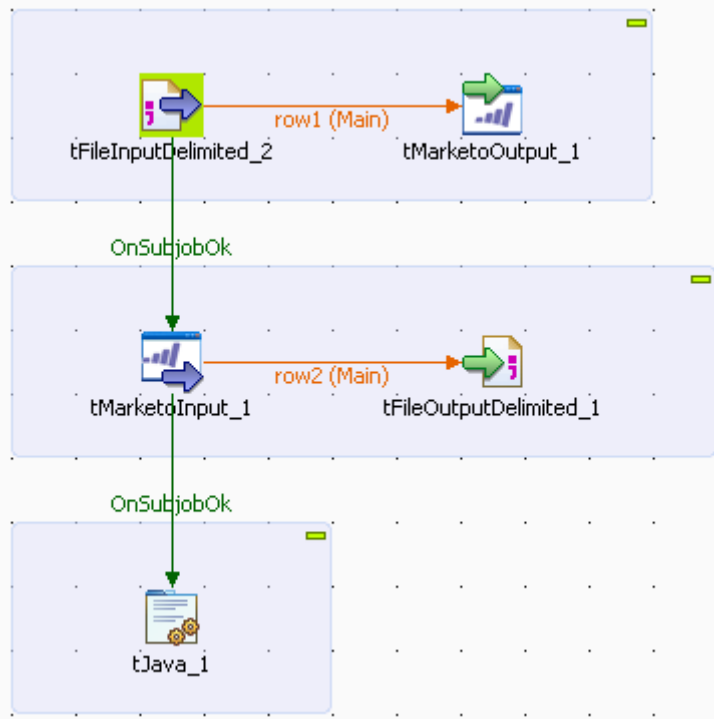 row1 (Main)
tFileInputDelimited_2
tMarketoOutput_1
OnSubjobOk
row2 (Main)
tMarketoInput_1
tFileOutputDelimited_1
OnSubjobOk
tJava_1